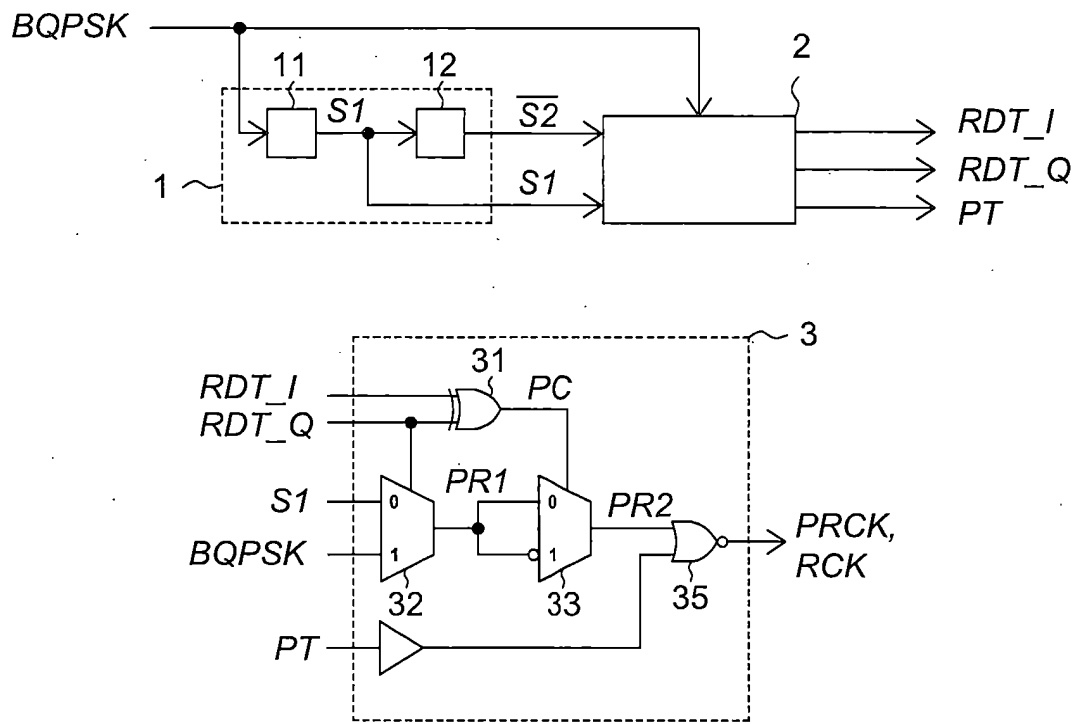 BQPSK
11
S1
12
S̅2̅
2
RDT_I
RDT_Q
PT
1
S1
3
31
RDT_I
PC
RDT_Q
S1
0
PR1
0
PR2
PRCK,
RCK
BQPSK
1
1
32
33
35
PT